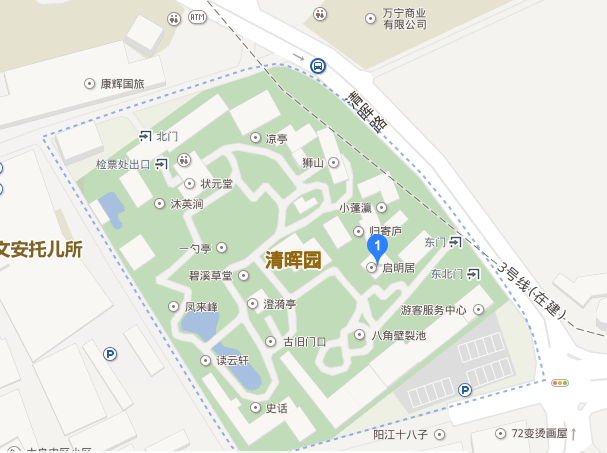 ATM
万宁商业
有限公司
康辉国旅
清晖路
北门
凉亭
检票处出口
狮山
状元堂
沐英涧
小蓬瀛
归寄庐
一勺亭
清晖园
1
东门
文安托儿所
碧溪草堂
启明居
东北门
3号线(在建)
凤来峰
澄漪亭
游客服务中心
古旧门口
八角壁裂池
P
读云轩
P
史话
阳江十八子
72变烫画屋